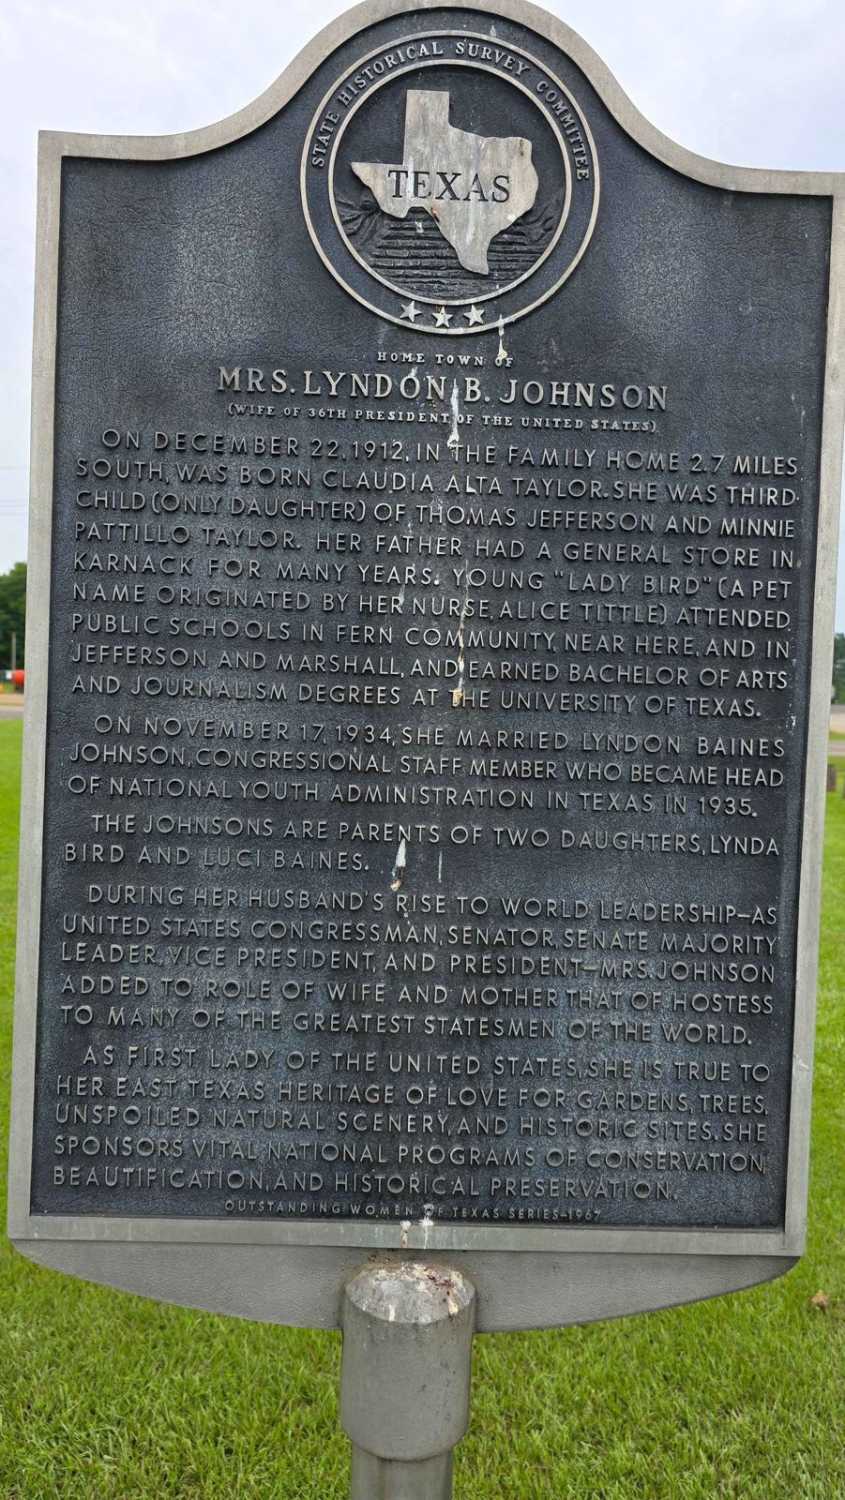 STATE HISTORICAL SURVEY COMMITTEE
TEXAS
HOME TOWN OF
MRS. LYNDON B. JOHNSON
(WIFE OF 36TH PRESIDENT OF THE UNITED STATES)
ON DECEMBER 22, 1912, IN THE FAMILY HOME 2.7 MILES
SOUTH, WAS BORN CLAUDIA ALTA TAYLOR. SHE WAS THIRD
CHILD (ONLY DAUGHTER) OF THOMAS JEFFERSON AND MINNIE
PATTILLO TAYLOR. HER FATHER HAD A GENERAL STORE IN
KARNACK FOR MANY YEARS. YOUNG "LADY BIRD" (A PET
NAME ORIGINATED BY HER NURSE, ALICE TITTLE) ATTENDED
PUBLIC SCHOOLS IN FERN COMMUNITY, NEAR HERE, AND IN
JEFFERSON AND MARSHALL, AND EARNED BACHELOR OF ARTS
AND JOURNALISM DEGREES AT THE UNIVERSITY OF TEXAS.
ON NOVEMBER 17, 1934, SHE MARRIED LYNDON BAINES
JOHNSON, CONGRESSIONAL STAFF MEMBER WHO BECAME HEAD
OF NATIONAL YOUTH ADMINISTRATION IN TEXAS IN 1935.
THE JOHNSONS ARE PARENTS OF TWO DAUGHTERS, LYNDA
BIRD AND LUCI BAINES.
DURING HER HUSBAND'S RISE TO WORLD LEADERSHIP—AS
UNITED STATES CONGRESSMAN, SENATOR, SENATE MAJORITY
LEADER, VICE PRESIDENT, AND PRESIDENT—MRS. JOHNSON
ADDED TO ROLE OF WIFE AND MOTHER THAT OF HOSTESS
TO MANY OF THE GREATEST STATESMEN OF THE WORLD.
AS FIRST LADY OF THE UNITED STATES, SHE IS TRUE TO
HER EAST TEXAS HERITAGE OF LOVE FOR GARDENS, TREES,
UNSPOILED NATURAL SCENERY, AND HISTORIC SITES. SHE
SPONSORS VITAL NATIONAL PROGRAMS OF CONSERVATION,
BEAUTIFICATION, AND HISTORICAL PRESERVATION.
OUTSTANDING WOMEN OF TEXAS SERIES-1967